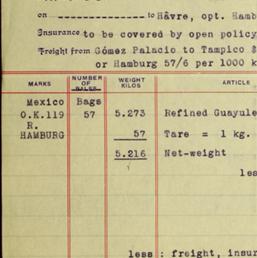 on ------------ to Hâvre, opt. Hamb
Insurance to be covered by open policy
Freight from Gómez Palacio to Tampico $
or Hamburg 57/6 per 1000 k
MARKS NUMBER OF BALES WEIGHT KILOS ARTICLE
Mexico Bags
O.K.119 57 5.273 Refined Guayule
R.
HAMBURG 57 Tare = 1 kg.
5.216 Net-weight
les
less : freight, insur